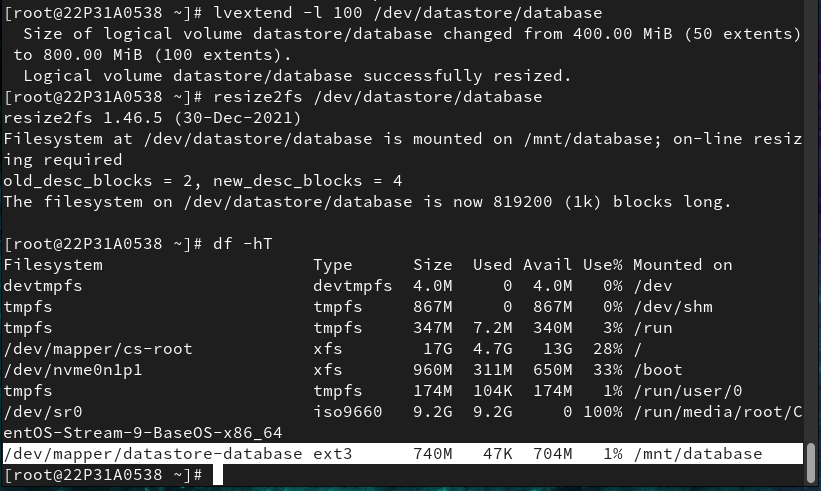 [root@22P31A0538 ~]# lvextend -l 100 /dev/datastore/database
  Size of logical volume datastore/database changed from 400.00 MiB (50 extents)
 to 800.00 MiB (100 extents).
  Logical volume datastore/database successfully resized.
[root@22P31A0538 ~]# resize2fs /dev/datastore/database
resize2fs 1.46.5 (30-Dec-2021)
Filesystem at /dev/datastore/database is mounted on /mnt/database; on-line resiz
ing required
old_desc_blocks = 2, new_desc_blocks = 4
The filesystem on /dev/datastore/database is now 819200 (1k) blocks long.

[root@22P31A0538 ~]# df -hT
Filesystem                     Type      Size  Used Avail Use% Mounted on
devtmpfs                       devtmpfs  4.0M     0  4.0M   0% /dev
tmpfs                          tmpfs     867M     0  867M   0% /dev/shm
tmpfs                          tmpfs     347M  7.2M  340M   3% /run
/dev/mapper/cs-root            xfs        17G  4.7G   13G  28% /
/dev/nvme0n1p1                 xfs       960M  311M  650M  33% /boot
tmpfs                          tmpfs     174M  104K  174M   1% /run/user/0
/dev/sr0                       iso9660   9.2G  9.2G     0 100% /run/media/root/C
entOS-Stream-9-BaseOS-x86_64
/dev/mapper/datastore-database ext3      740M   47K  704M   1% /mnt/database
[root@22P31A0538 ~]#